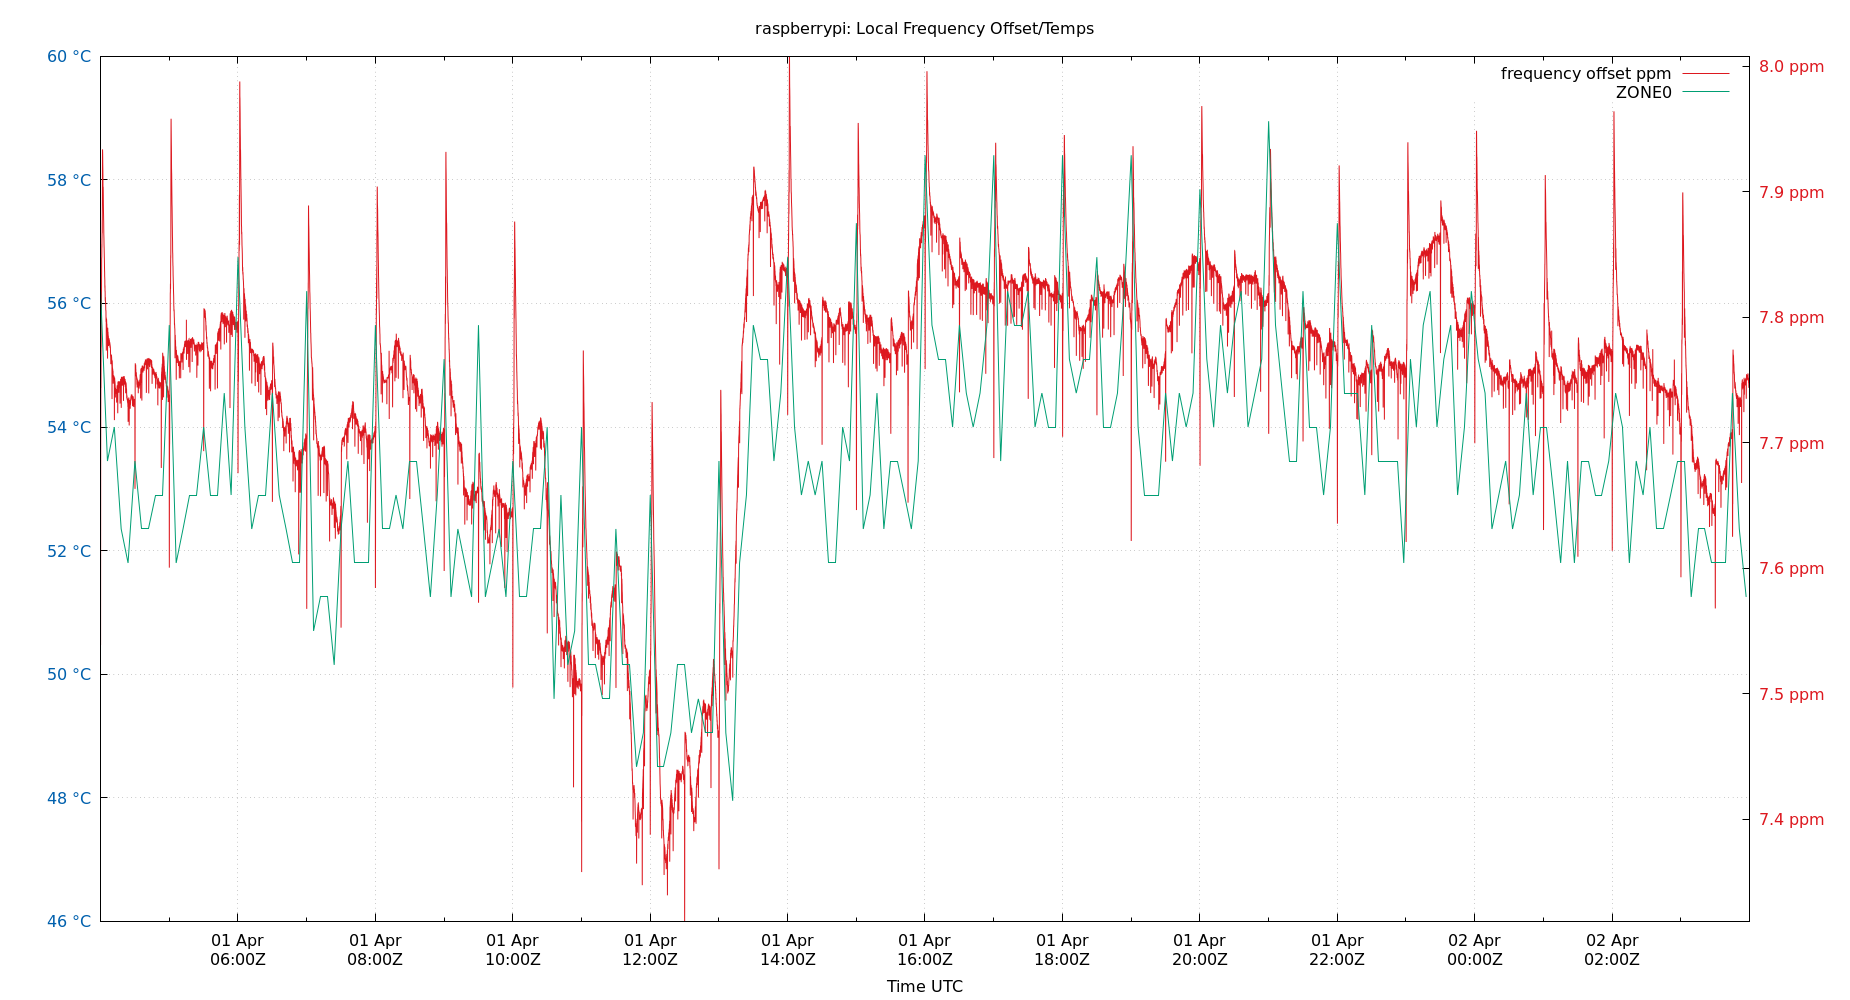 raspberrypi: Local Frequency Offset/Temps
60 °C
58 °C
56 °C
54 °C
52 °C
50 °C
48 °C
46 °C
8.0 ppm
7.9 ppm
7.8 ppm
7.7 ppm
7.6 ppm
7.5 ppm
7.4 ppm
frequency offset ppm
ZONE0
01 Apr
06:00Z
01 Apr
08:00Z
01 Apr
10:00Z
01 Apr
12:00Z
01 Apr
14:00Z
01 Apr
16:00Z
01 Apr
18:00Z
01 Apr
20:00Z
01 Apr
22:00Z
02 Apr
00:00Z
02 Apr
02:00Z
Time UTC